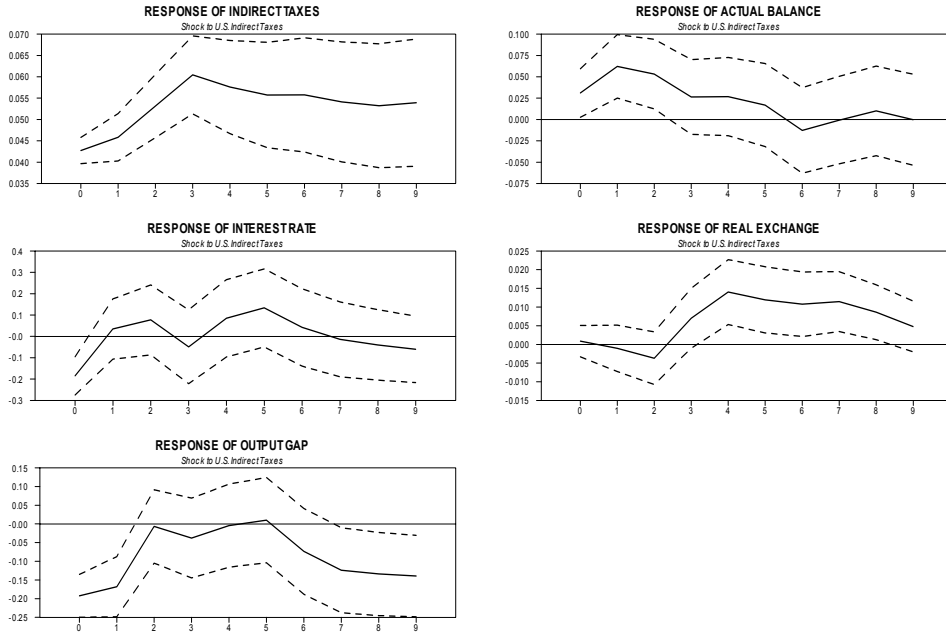 RESPONSE OF INDIRECT TAXES
Shock to U.S. Indirect Taxes
0.070
0.065
0.060
0.055
0.050
0.045
0.040
0.035
0 1 2 3 4 5 6 7 8 9
RESPONSE OF ACTUAL BALANCE
Shock to U.S. Indirect Taxes
0.100
0.075
0.050
0.025
0.000
-0.025
-0.050
-0.075
0 1 2 3 4 5 6 7 8 9
RESPONSE OF INTEREST RATE
Shock to U.S. Indirect Taxes
0.4
0.3
0.2
0.1
-0.0
-0.1
-0.2
-0.3
0 1 2 3 4 5 6 7 8 9
RESPONSE OF REAL EXCHANGE
Shock to U.S. Indirect Taxes
0.025
0.020
0.015
0.010
0.005
0.000
-0.005
-0.010
-0.015
0 1 2 3 4 5 6 7 8 9
RESPONSE OF OUTPUT GAP
Shock to U.S. Indirect Taxes
0.15
0.10
0.05
-0.00
-0.05
-0.10
-0.15
-0.20
-0.25
0 1 2 3 4 5 6 7 8 9